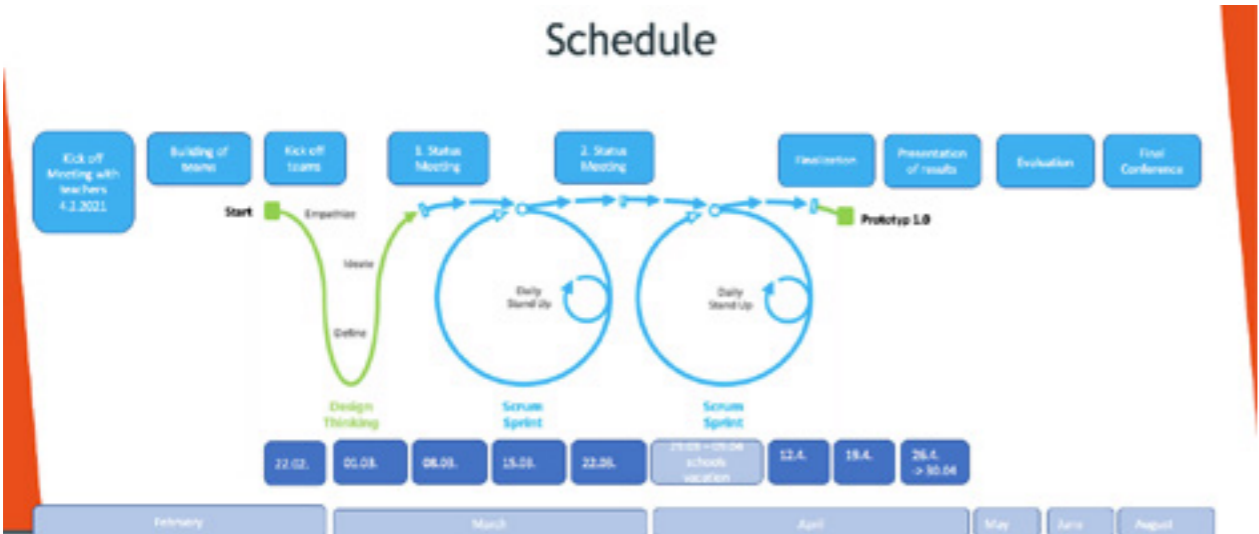 Schedule
Kick off
Meeting with
teachers
4.2.2021
Building of
teams
Kick off
teams
1. Status
Meeting
2. Status
Meeting
Finalization
Presentation
of results
Evaluation
Final
Conference
Start
Empathize
Ideate
Define
Daily
Stand Up
Daily
Stand Up
Prototyp 1.0
Design
Thinking
Scrum
Sprint
Scrum
Sprint
22.02.
01.03.
08.03.
15.03.
22.03.
schools
vacation
12.4.
19.4.
26.4.
-> 30.04
February
March
April
May
June
August